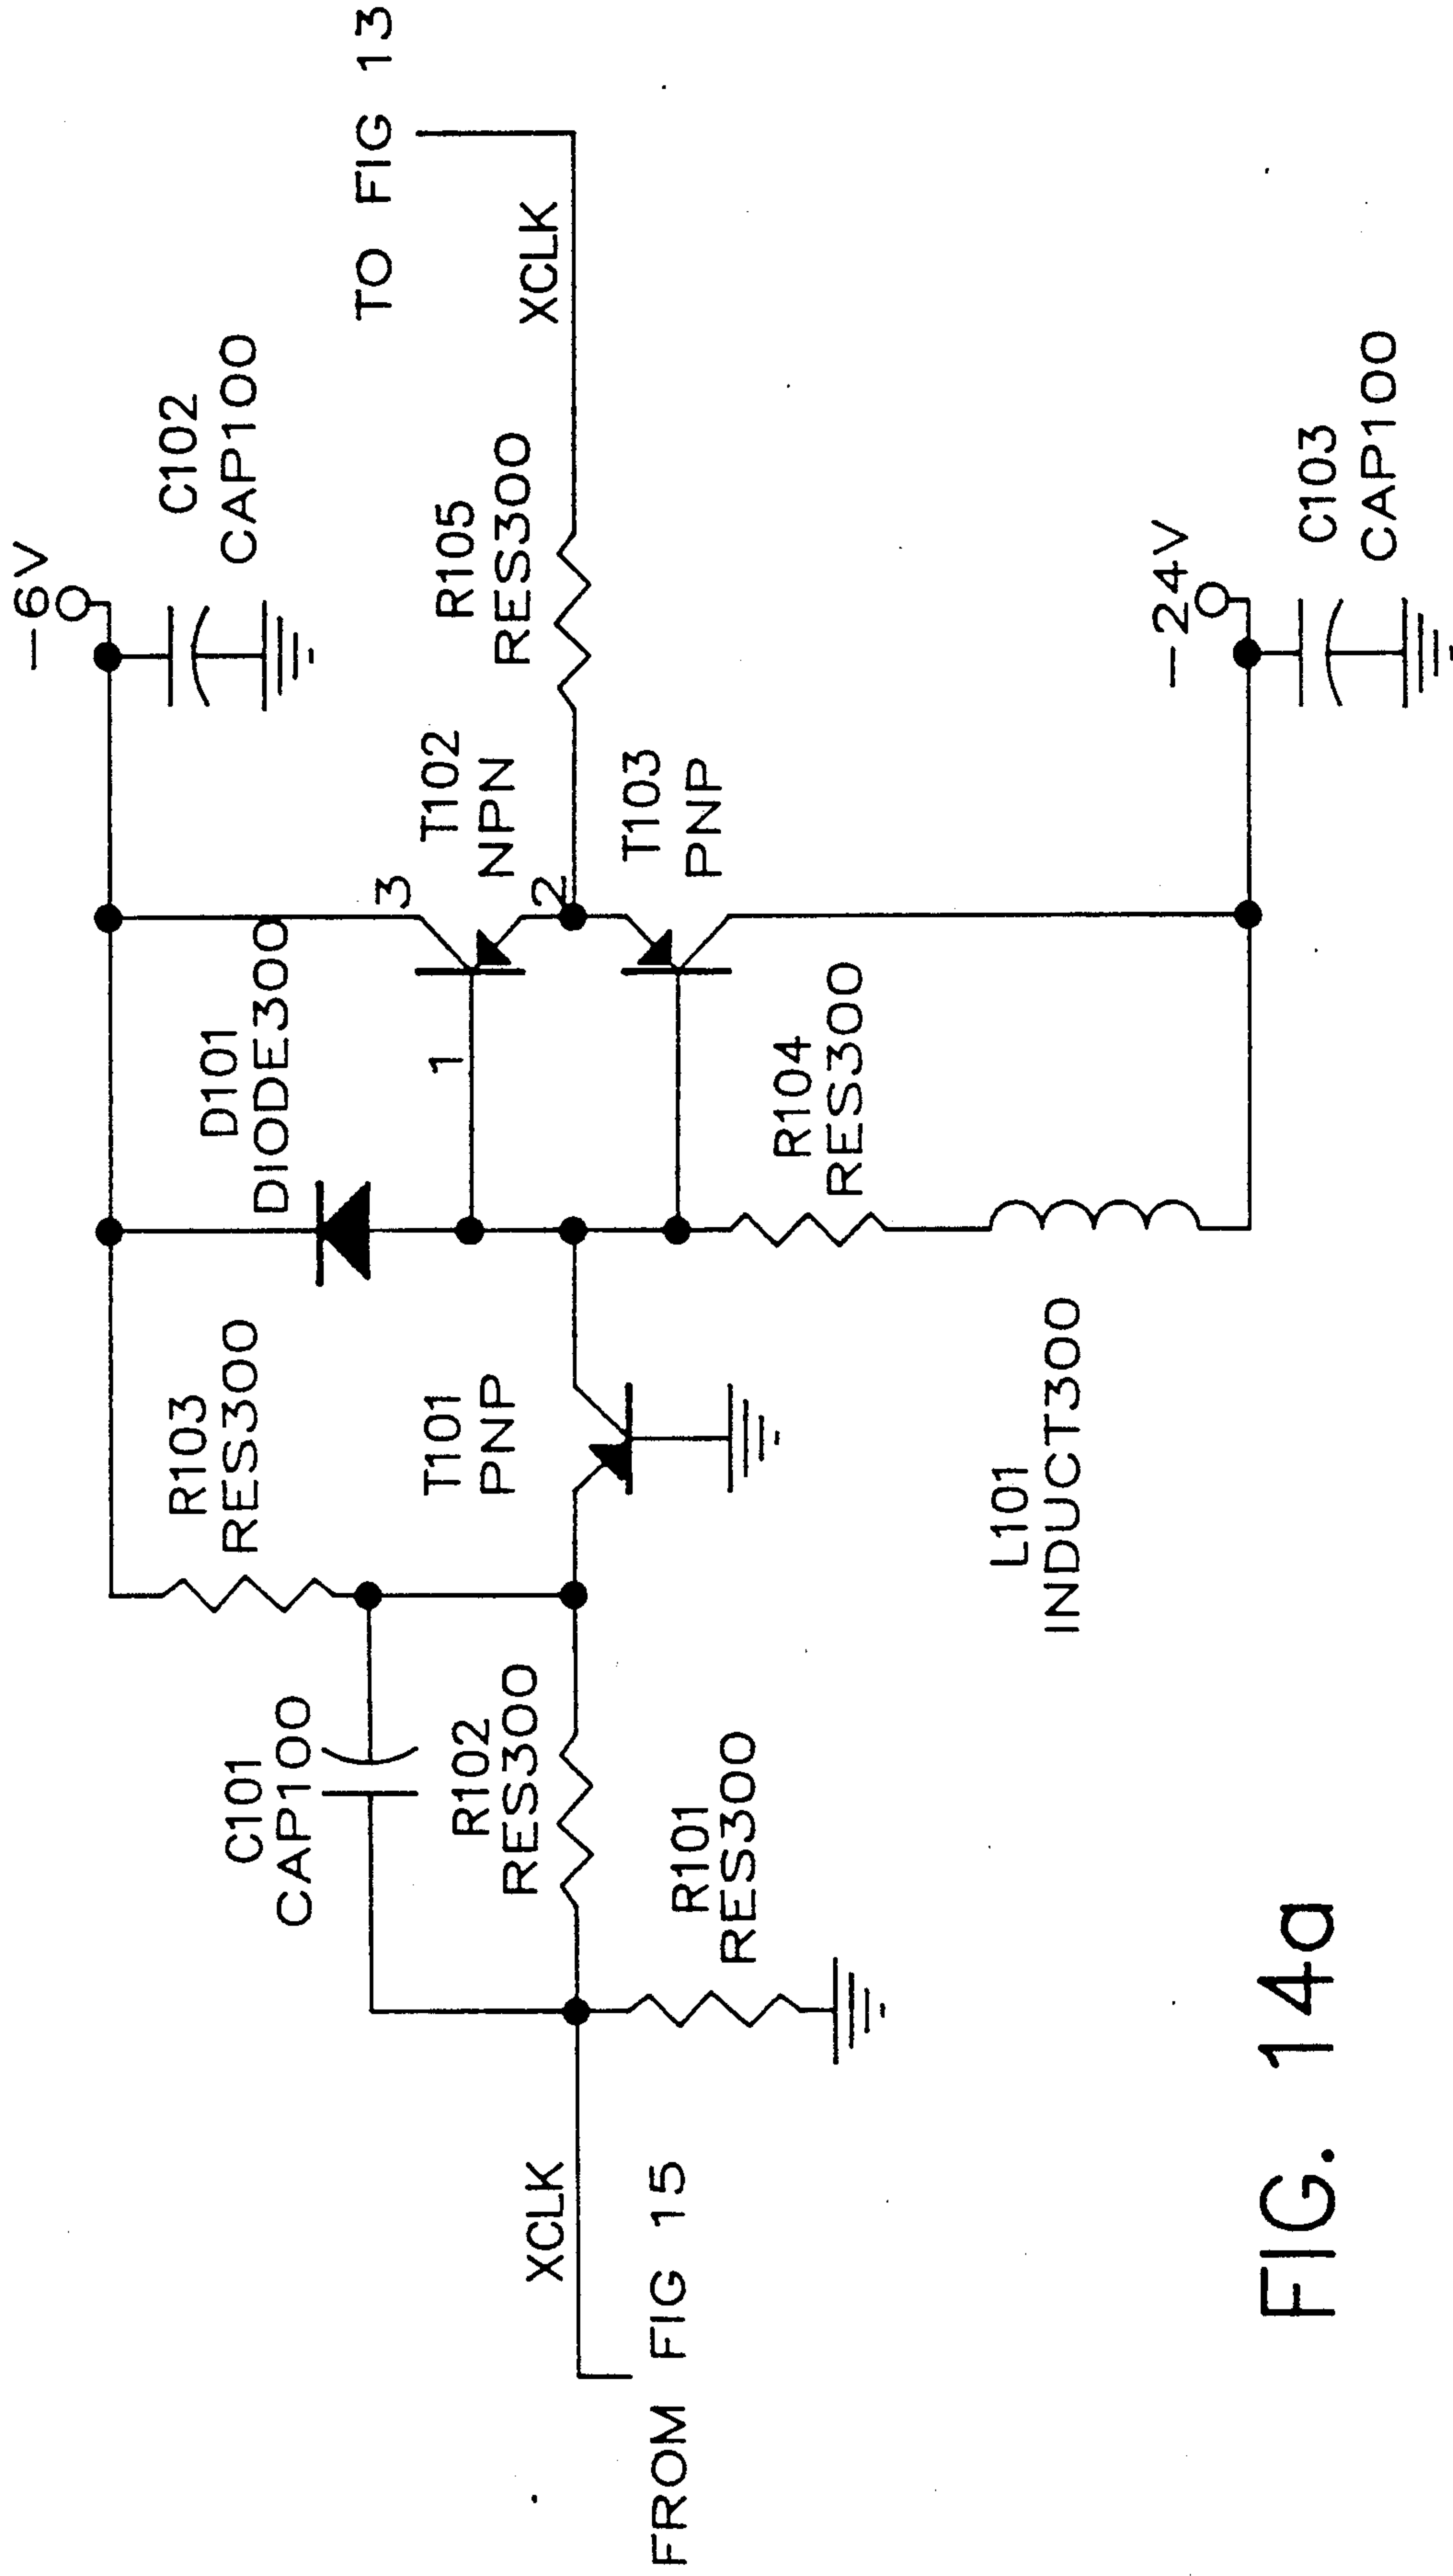 -6V
C102
CAP100
TO FIG 13
D101
DIODE300
R103
RES300
C101
CAP100
3
T102
NPN
R105
RES300
XCLK
1
2
T101
PNP
R102
RES300
XCLK
T103
PNP
R101
RES300
FROM FIG 15
R104
RES300
L101
INDUCT300
-24V
C103
CAP100
FIG. 14a